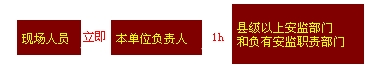 现场人员
立即
本单位负责人
1h
县级以上安监部门
和负有安监职责部门